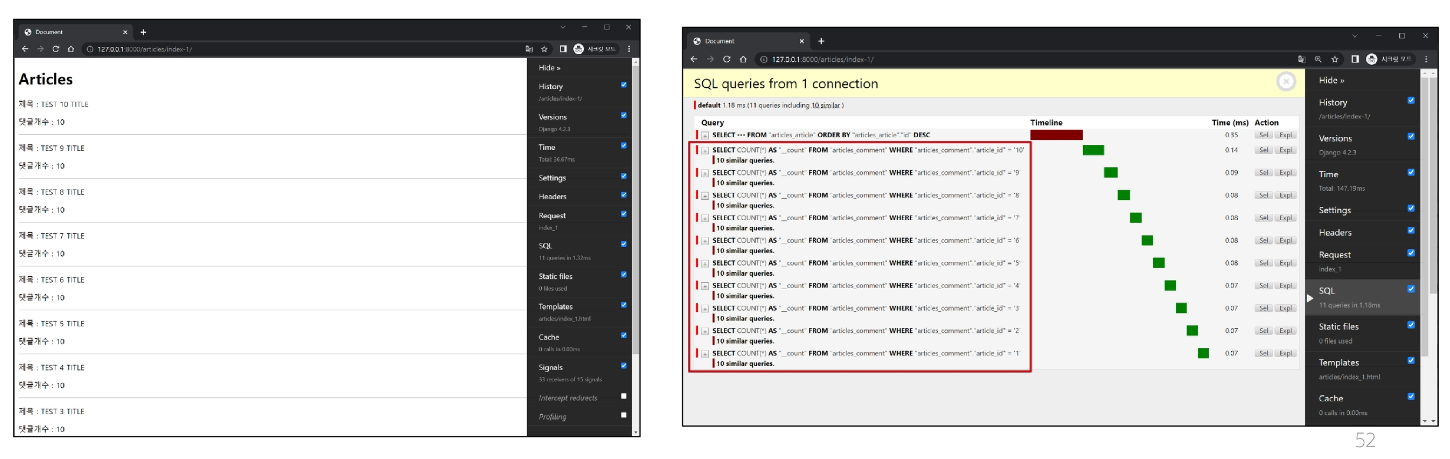 Document
127.0.0.1:8000/articles/index-1/
시크릿 모드
Articles
제목 : TEST 10 TITLE
댓글개수 : 10
제목 : TEST 9 TITLE
댓글개수 : 10
제목 : TEST 8 TITLE
댓글개수 : 10
제목 : TEST 7 TITLE
댓글개수 : 10
제목 : TEST 6 TITLE
댓글개수 : 10
제목 : TEST 5 TITLE
댓글개수 : 10
제목 : TEST 4 TITLE
댓글개수 : 10
제목 : TEST 3 TITLE
댓글개수 : 10
Hide »
History
/articles/index-1/
Versions
Django 4.2.3
Time
Total: 36.67ms
Settings
Headers
Request
index_1
SQL
11 queries in 1.32ms
Static files
0 files used
Templates
articles/index_1.html
Cache
0 calls in 0.00ms
Signals
33 receivers of 15 signals
Intercept redirects
Profiling
Document
127.0.0.1:8000/articles/index-1/
시크릿 모드
SQL queries from 1 connection
default 1.18 ms (11 queries including 10 similar )
Query Timeline Time (ms) Action
SELECT ••• FROM "articles_article" ORDER BY "articles_article"."id" DESC 0.35 Sel Expl
SELECT COUNT(*) AS "__count" FROM "articles_comment" WHERE "articles_comment"."article_id" = '10' 0.14 Sel Expl
10 similar queries.
SELECT COUNT(*) AS "__count" FROM "articles_comment" WHERE "articles_comment"."article_id" = '9' 0.09 Sel Expl
10 similar queries.
SELECT COUNT(*) AS "__count" FROM "articles_comment" WHERE "articles_comment"."article_id" = '8' 0.08 Sel Expl
10 similar queries.
SELECT COUNT(*) AS "__count" FROM "articles_comment" WHERE "articles_comment"."article_id" = '7' 0.08 Sel Expl
10 similar queries.
SELECT COUNT(*) AS "__count" FROM "articles_comment" WHERE "articles_comment"."article_id" = '6' 0.08 Sel Expl
10 similar queries.
SELECT COUNT(*) AS "__count" FROM "articles_comment" WHERE "articles_comment"."article_id" = '5' 0.08 Sel Expl
10 similar queries.
SELECT COUNT(*) AS "__count" FROM "articles_comment" WHERE "articles_comment"."article_id" = '4' 0.07 Sel Expl
10 similar queries.
SELECT COUNT(*) AS "__count" FROM "articles_comment" WHERE "articles_comment"."article_id" = '3' 0.07 Sel Expl
10 similar queries.
SELECT COUNT(*) AS "__count" FROM "articles_comment" WHERE "articles_comment"."article_id" = '2' 0.07 Sel Expl
10 similar queries.
SELECT COUNT(*) AS "__count" FROM "articles_comment" WHERE "articles_comment"."article_id" = '1' 0.07 Sel Expl
10 similar queries.
Hide »
History
/articles/index-1/
Versions
Django 4.2.3
Time
Total: 147.19ms
Settings
Headers
Request
index_1
SQL
11 queries in 1.18ms
Static files
0 files used
Templates
articles/index_1.html
Cache
0 calls in 0.00ms
52